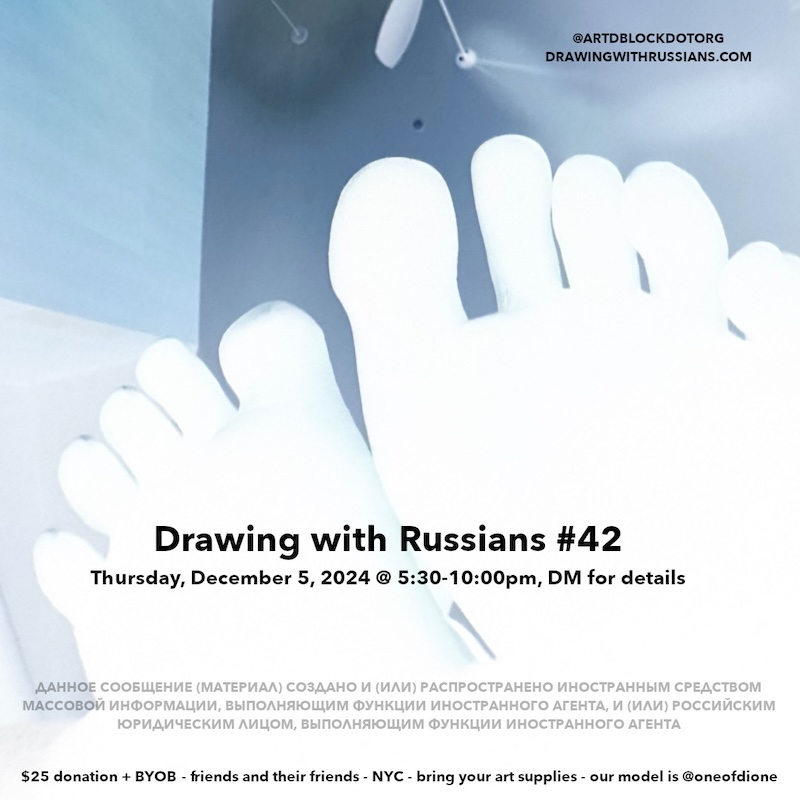 @ARTDBLOCKDOTORG
DRAWINGWITHRUSSIANS.COM
Drawing with Russians #42
Thursday, December 5, 2024 @ 5:30-10:00pm, DM for details
ДАННОЕ СООБЩЕНИЕ (МАТЕРИАЛ) СОЗДАНО И (ИЛИ) РАСПРОСТРАНЕНО ИНОСТРАННЫМ СРЕДСТВОМ
МАССОВОЙ ИНФОРМАЦИИ, ВЫПОЛНЯЮЩИМ ФУНКЦИИ ИНОСТРАННОГО АГЕНТА, И (ИЛИ) РОССИЙСКИМ
ЮРИДИЧЕСКИМ ЛИЦОМ, ВЫПОЛНЯЮЩИМ ФУНКЦИИ ИНОСТРАННОГО АГЕНТА
$25 donation + BYOB - friends and their friends - NYC - bring your art supplies - our model is @oneofdione